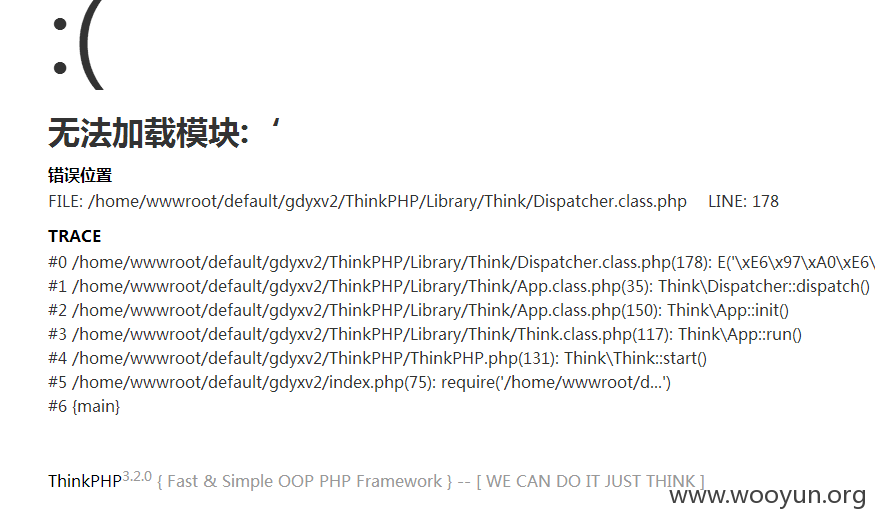 :(
无法加载模块:‘
错误位置
FILE: /home/wwwroot/default/gdyxv2/ThinkPHP/Library/Think/Dispatcher.class.php LINE: 178
TRACE
#0 /home/wwwroot/default/gdyxv2/ThinkPHP/Library/Think/Dispatcher.class.php(178): E('\xE6\x97\xA0\xE6\
#1 /home/wwwroot/default/gdyxv2/ThinkPHP/Library/Think/App.class.php(35): Think\Dispatcher::dispatch()
#2 /home/wwwroot/default/gdyxv2/ThinkPHP/Library/Think/App.class.php(150): Think\App::init()
#3 /home/wwwroot/default/gdyxv2/ThinkPHP/Library/Think/Think.class.php(117): Think\App::run()
#4 /home/wwwroot/default/gdyxv2/ThinkPHP/ThinkPHP.php(131): Think\Think::start()
#5 /home/wwwroot/default/gdyxv2/index.php(75): require('/home/wwwroot/d...')
#6 {main}
ThinkPHP3.2.0 { Fast & Simple OOP PHP Framework } -- [ WE CAN DO IT JUST THINK ]
www.wooyun.org